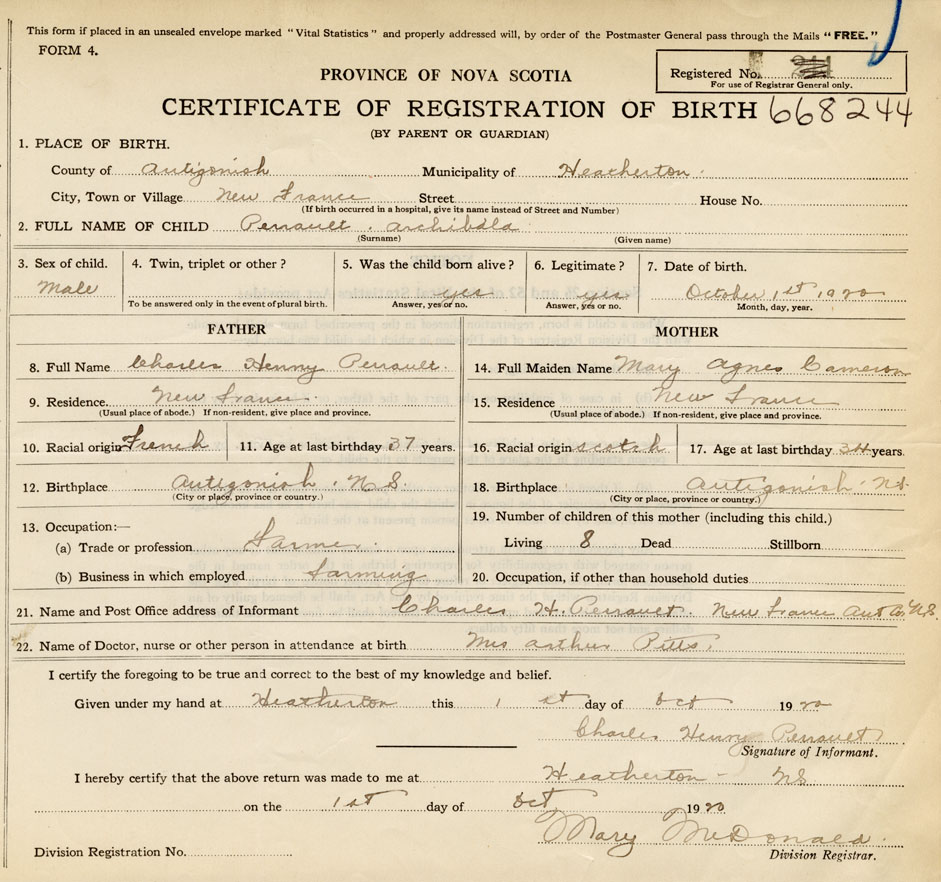 This form if placed in an unsealed envelope marked "Vital Statistics" and properly addressed will, by order of the Postmaster General pass through the Mails "FREE."
FORM 4.
PROVINCE OF NOVA SCOTIA
Registered No.
For use of Registrar General only.
CERTIFICATE OF REGISTRATION OF BIRTH 668244
(BY PARENT OR GUARDIAN)
1. PLACE OF BIRTH.
County of Antigonish Municipality of Heatherton
City, Town or Village New France Street House No.
(If birth occurred in a hospital, give its name instead of Street and Number)
2. FULL NAME OF CHILD Perrault. Archibald
(Surname) (Given name)
3. Sex of child. 4. Twin, triplet or other? 5. Was the child born alive? 6. Legitimate? 7. Date of birth.
Male yes yes October 1st 1920
To be answered only in the event of plural birth. Answer, yes or no. Answer, yes or no. Month, day, year.
FATHER
8. Full Name Charles Henny Perrault
9. Residence. New France
(Usual place of abode.) If non-resident, give place and province.
10. Racial origin French 11. Age at last birthday 37 years.
12. Birthplace Antigonish. N.S
(City or place, province or country.)
13. Occupation:—
(a) Trade or profession Farmer
(b) Business in which employed Farming
MOTHER
14. Full Maiden Name Mary Agnes Cameron
15. Residence New France
(Usual place of abode.) If non-resident, give place and province.
16. Racial origin scotch 17. Age at last birthday 34 years.
18. Birthplace Antigonish N.S.
(City or place, province or country.)
19. Number of children of this mother (including this child.)
Living 8 Dead Stillborn
20. Occupation, if other than household duties
21. Name and Post Office address of Informant Charles H. Perrault. New France Ant Co. N.S.
22. Name of Doctor, nurse or other person in attendance at birth Mrs Arthur Pitts.
I certify the foregoing to be true and correct to the best of my knowledge and belief.
Given under my hand at Heatherton this 1 st day of Oct 1920
Charles Henny Perrault
Signature of Informant.
I hereby certify that the above return was made to me at Heatherton - NS
on the 1st day of Oct 1920
Mary McDonald.
Division Registration No.
Division Registrar.